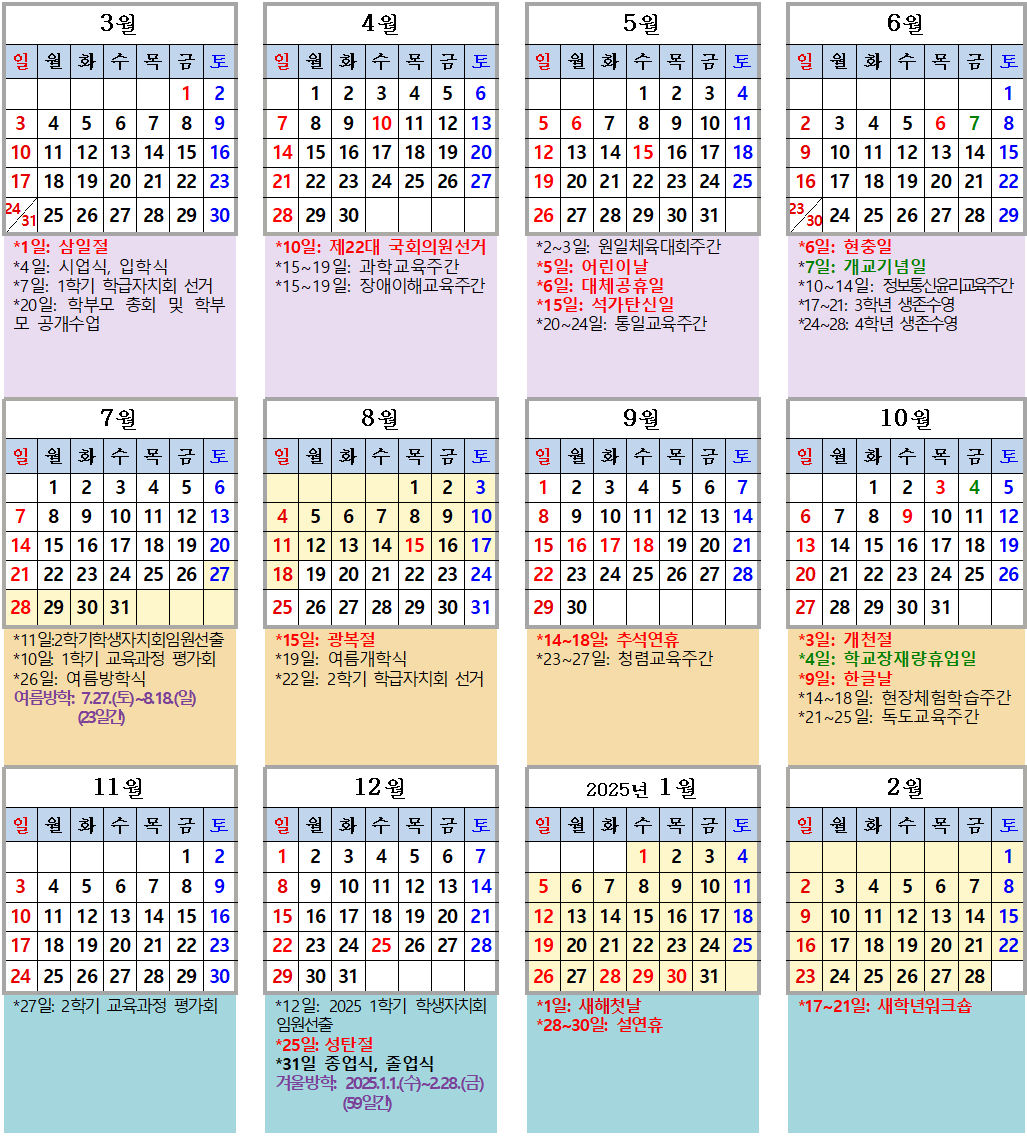 3월
일 월 화 수 목 금 토
1 2
3 4 5 6 7 8 9
10 11 12 13 14 15 16
17 18 19 20 21 22 23
24/31 25 26 27 28 29 30
*1일: 삼일절
*4일: 시업식, 입학식
*7일: 1학기 학급자치회 선거
*20일: 학부모 총회 및 학부
모 공개수업
4월
일 월 화 수 목 금 토
1 2 3 4 5 6
7 8 9 10 11 12 13
14 15 16 17 18 19 20
21 22 23 24 25 26 27
28 29 30
*10일: 제22대 국회의원선거
*15~19일: 과학교육주간
*15~19일: 장애이해교육주간
5월
일 월 화 수 목 금 토
1 2 3 4
5 6 7 8 9 10 11
12 13 14 15 16 17 18
19 20 21 22 23 24 25
26 27 28 29 30 31
*2~3일: 원일체육대회주간
*5일: 어린이날
*6일: 대체공휴일
*15일: 석가탄신일
*20~24일: 통일교육주간
6월
일 월 화 수 목 금 토
1
2 3 4 5 6 7 8
9 10 11 12 13 14 15
16 17 18 19 20 21 22
23/30 24 25 26 27 28 29
*6일: 현충일
*7일: 개교기념일
*10~14일: 정보통신윤리교육주간
*17~21: 3학년 생존수영
*24~28: 4학년 생존수영
7월
일 월 화 수 목 금 토
1 2 3 4 5 6
7 8 9 10 11 12 13
14 15 16 17 18 19 20
21 22 23 24 25 26 27
28 29 30 31
*11일:2학기학생자치회임원선출
*10일: 1학기 교육과정 평가회
*26일: 여름방학식
여름방학: 7.27.(토)~8.18.(일)
(23일간)
8월
일 월 화 수 목 금 토
1 2 3
4 5 6 7 8 9 10
11 12 13 14 15 16 17
18 19 20 21 22 23 24
25 26 27 28 29 30 31
*15일: 광복절
*19일: 여름개학식
*22일: 2학기 학급자치회 선거
9월
일 월 화 수 목 금 토
1 2 3 4 5 6 7
8 9 10 11 12 13 14
15 16 17 18 19 20 21
22 23 24 25 26 27 28
29 30
*14~18일: 추석연휴
*23~27일: 청렴교육주간
10월
일 월 화 수 목 금 토
1 2 3 4 5
6 7 8 9 10 11 12
13 14 15 16 17 18 19
20 21 22 23 24 25 26
27 28 29 30 31
*3일: 개천절
*4일: 학교장재량휴업일
*9일: 한글날
*14~18일: 현장체험학습주간
*21~25일: 독도교육주간
11월
일 월 화 수 목 금 토
1 2
3 4 5 6 7 8 9
10 11 12 13 14 15 16
17 18 19 20 21 22 23
24 25 26 27 28 29 30
*27일: 2학기 교육과정 평가회
12월
일 월 화 수 목 금 토
1 2 3 4 5 6 7
8 9 10 11 12 13 14
15 16 17 18 19 20 21
22 23 24 25 26 27 28
29 30 31
*12일: 2025 1학기 학생자치회
임원선출
*25일: 성탄절
*31일 종업식, 졸업식
겨울방학: 2025.1.1.(수)~2.28.(금)
(59일간)
2025년 1월
일 월 화 수 목 금 토
1 2 3 4
5 6 7 8 9 10 11
12 13 14 15 16 17 18
19 20 21 22 23 24 25
26 27 28 29 30 31
*1일: 새해첫날
*28~30일: 설연휴
2월
일 월 화 수 목 금 토
1
2 3 4 5 6 7 8
9 10 11 12 13 14 15
16 17 18 19 20 21 22
23 24 25 26 27 28
*17~21일: 새학년워크숍